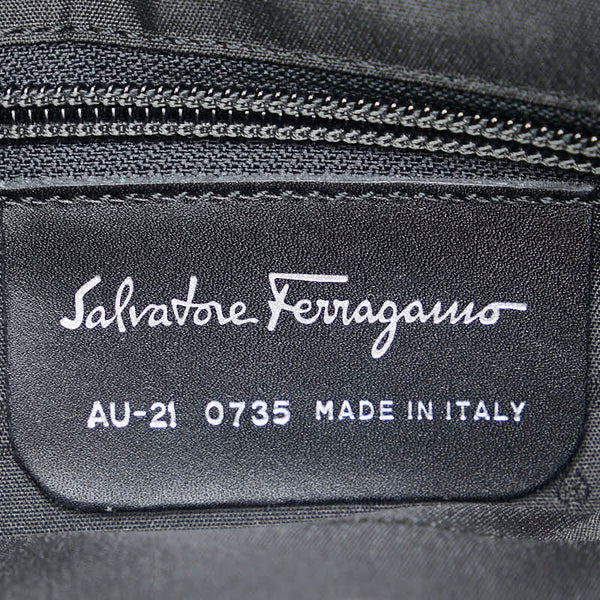 Salvatore Ferragamo
AU-21 0735 MADE IN ITALY